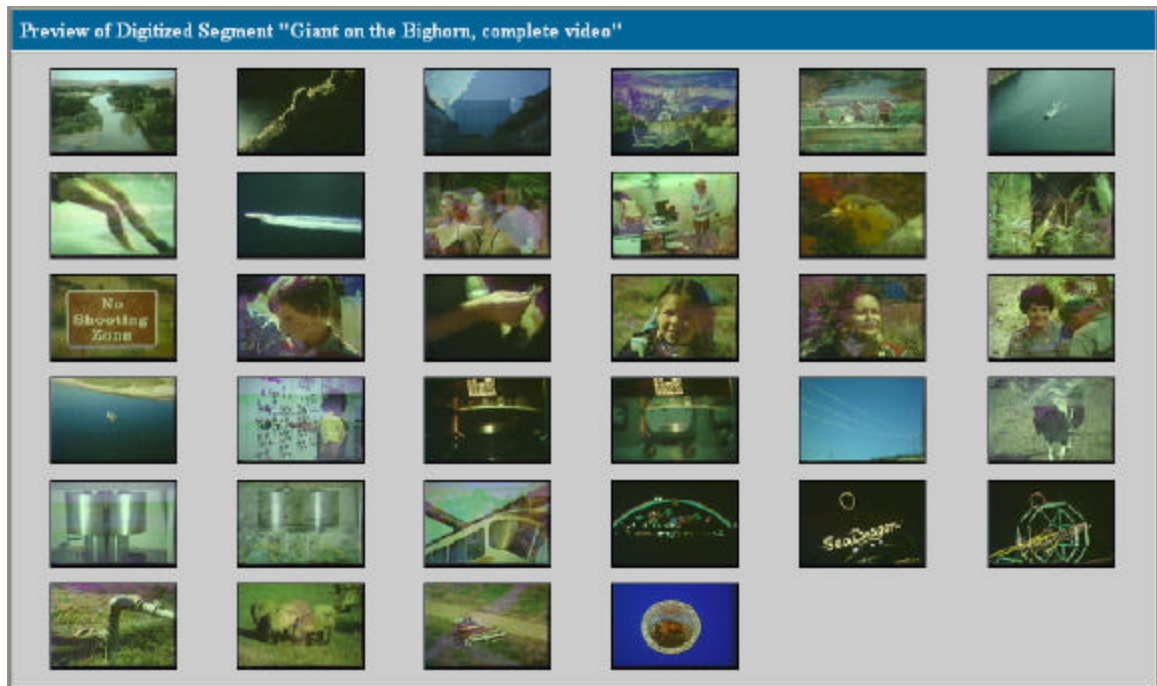 Preview of Digitized Segment "Giant on the Bighorn, complete video"
No
Shooting
Zone
SeaDragon